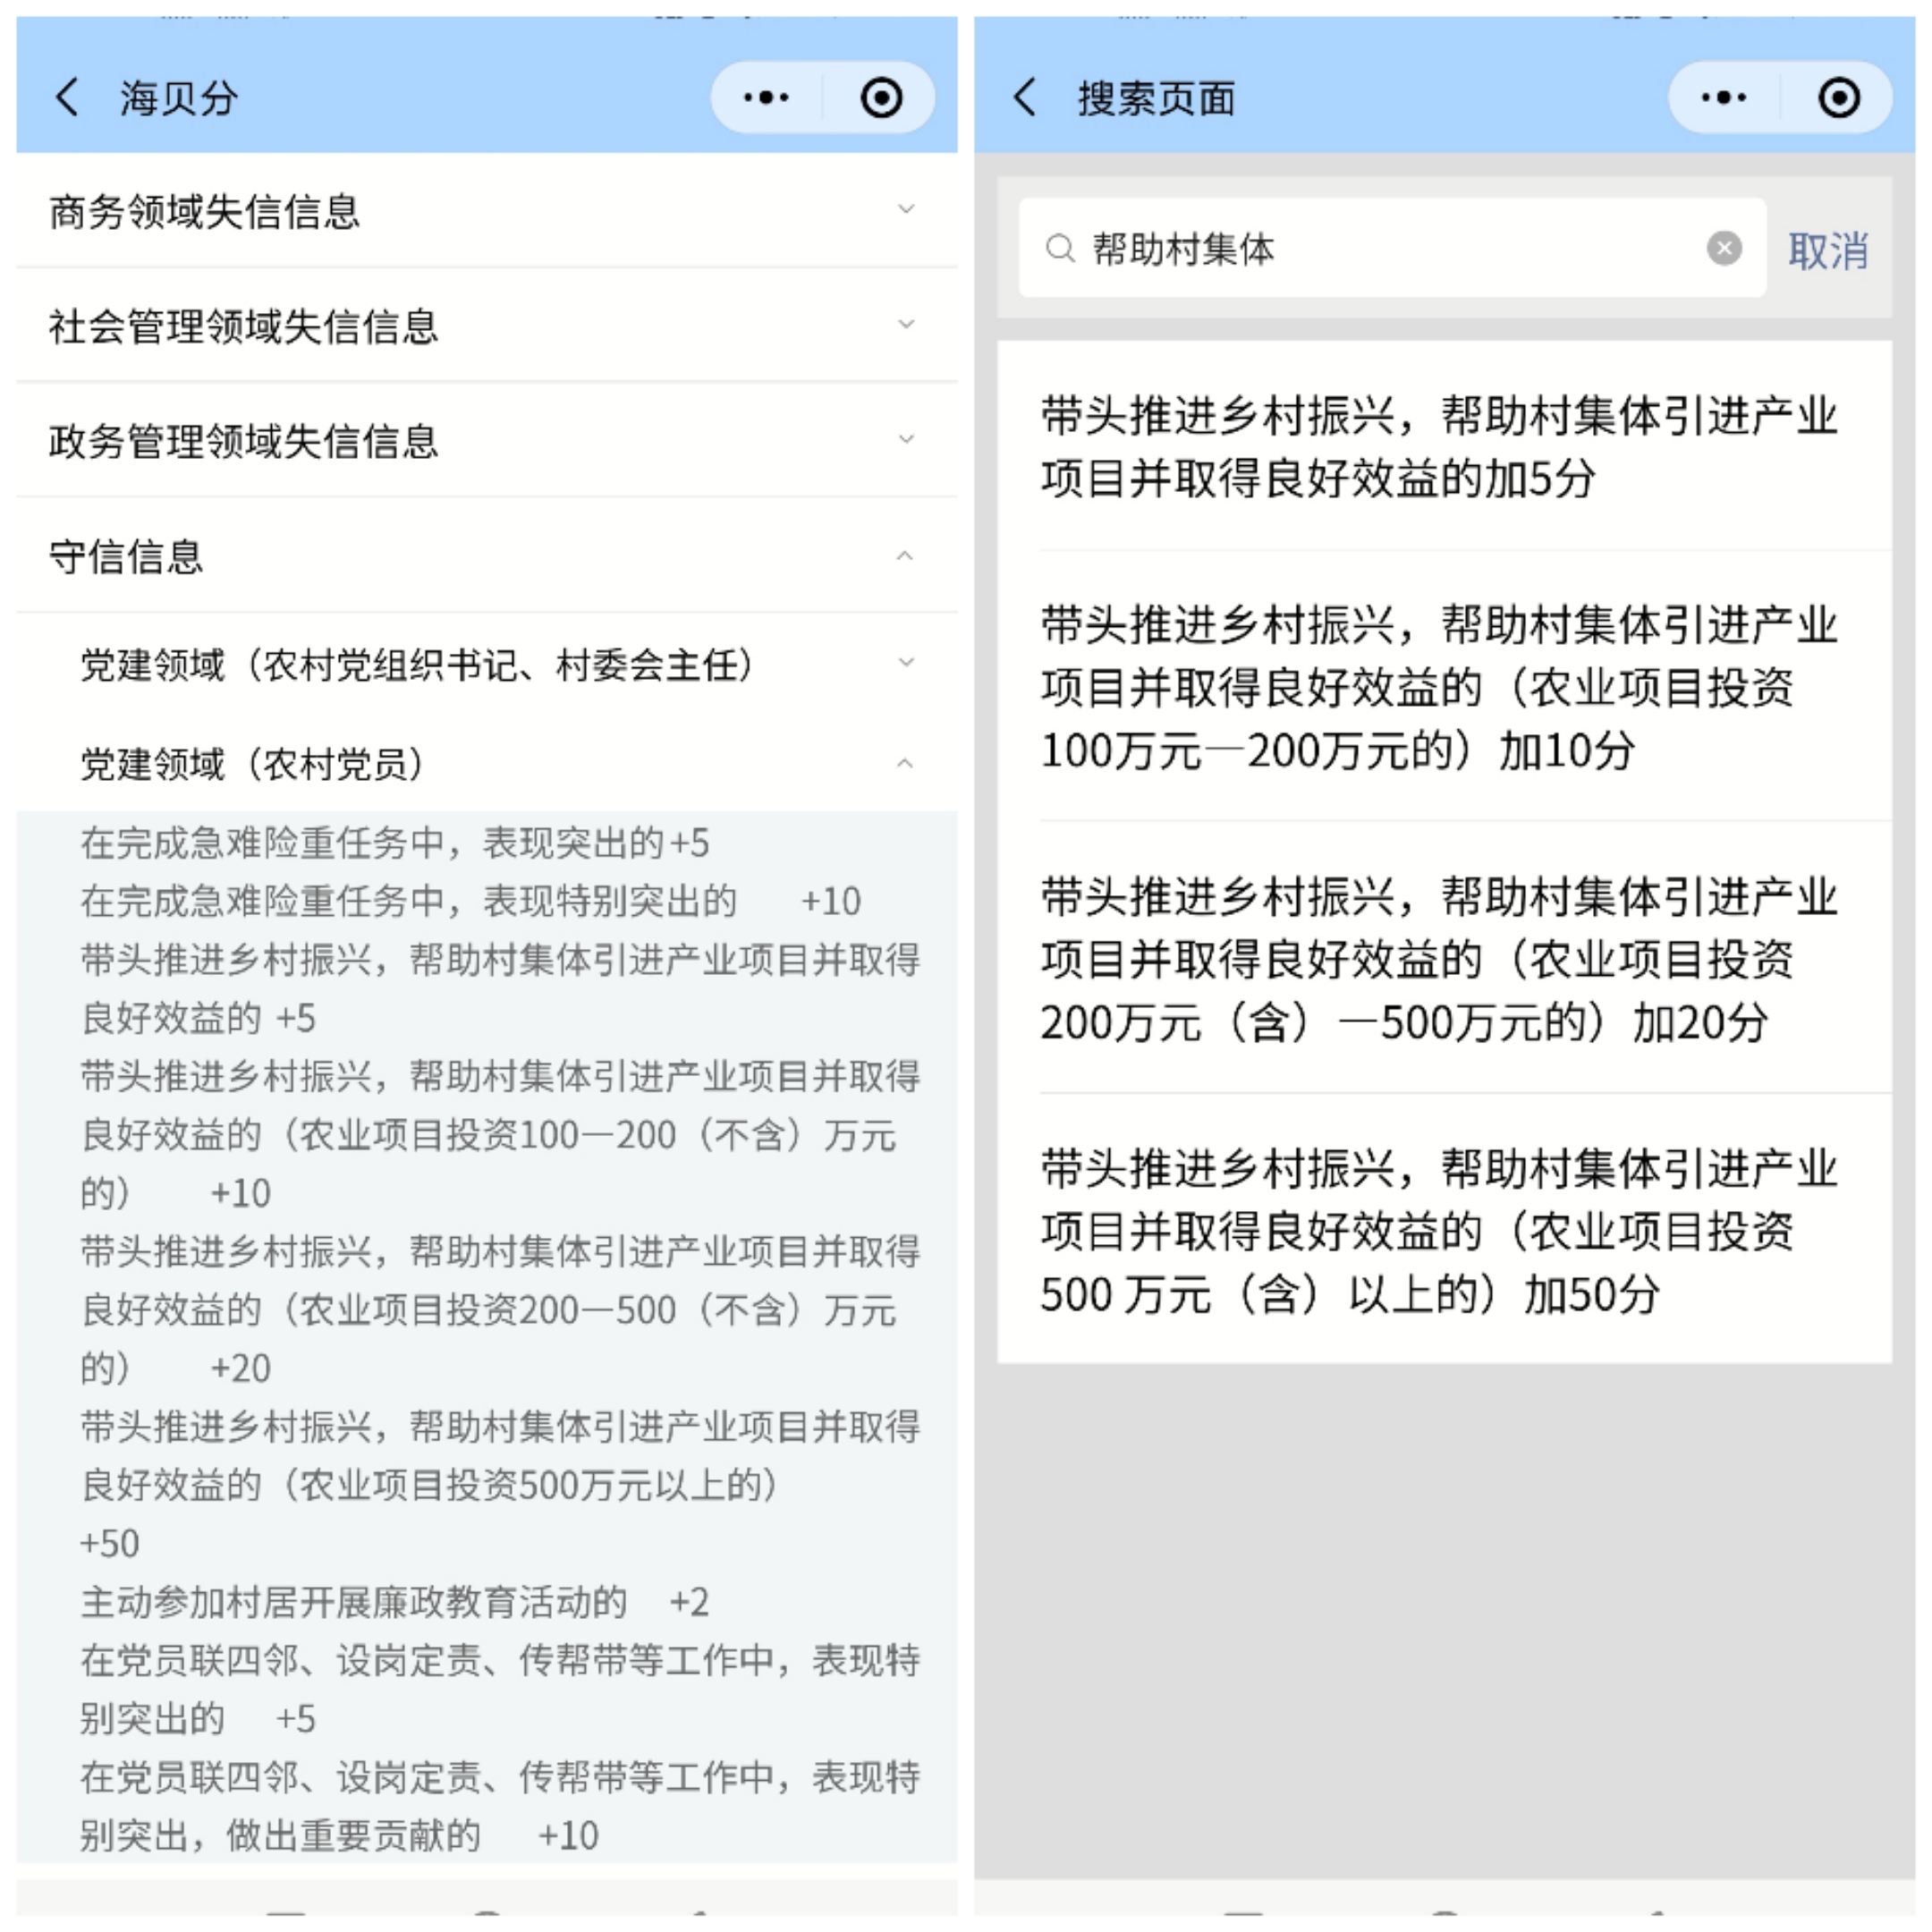 海贝分
商务领域失信信息
社会管理领域失信信息
政务管理领域失信信息
守信信息
党建领域（农村党组织书记、村委会主任）
党建领域（农村党员）
在完成急难险重任务中，表现突出的+5
在完成急难险重任务中，表现特别突出的 +10
带头推进乡村振兴，帮助村集体引进产业项目并取得
良好效益的 +5
带头推进乡村振兴，帮助村集体引进产业项目并取得
良好效益的（农业项目投资100—200（不含）万元
的） +10
带头推进乡村振兴，帮助村集体引进产业项目并取得
良好效益的（农业项目投资200—500（不含）万元
的） +20
带头推进乡村振兴，帮助村集体引进产业项目并取得
良好效益的（农业项目投资500万元以上的）
+50
主动参加村居开展廉政教育活动的 +2
在党员联四邻、设岗定责、传帮带等工作中，表现特
别突出的 +5
在党员联四邻、设岗定责、传帮带等工作中，表现特
别突出，做出重要贡献的 +10
搜索页面
帮助村集体 取消
带头推进乡村振兴，帮助村集体引进产业
项目并取得良好效益的加5分
带头推进乡村振兴，帮助村集体引进产业
项目并取得良好效益的（农业项目投资
100万元—200万元的）加10分
带头推进乡村振兴，帮助村集体引进产业
项目并取得良好效益的（农业项目投资
200万元（含）—500万元的）加20分
带头推进乡村振兴，帮助村集体引进产业
项目并取得良好效益的（农业项目投资
500 万元（含）以上的）加50分